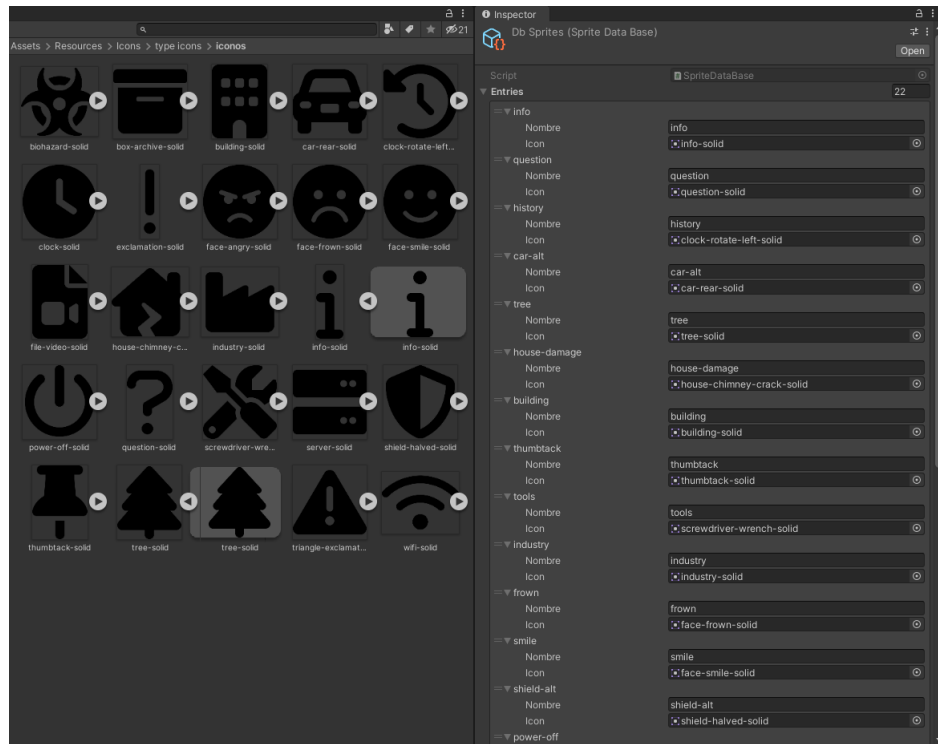 21
Assets > Resources > Icons > type icons > iconos
biohazard-solid
box-archive-solid
building-solid
car-rear-solid
clock-rotate-left...
clock-solid
exclamation-solid
face-angry-solid
face-frown-solid
face-smile-solid
file-video-solid
house-chimney-c...
industry-solid
info-solid
info-solid
power-off-solid
question-solid
screwdriver-wre...
server-solid
shield-halved-solid
thumbtack-solid
tree-solid
tree-solid
triangle-exclamat...
wifi-solid
Inspector
Db Sprites (Sprite Data Base)
Open
Script SpriteDataBase
Entries 22
info
Nombre info
Icon info-solid
question
Nombre question
Icon question-solid
history
Nombre history
Icon clock-rotate-left-solid
car-alt
Nombre car-alt
Icon car-rear-solid
tree
Nombre tree
Icon tree-solid
house-damage
Nombre house-damage
Icon house-chimney-crack-solid
building
Nombre building
Icon building-solid
thumbtack
Nombre thumbtack
Icon thumbtack-solid
tools
Nombre tools
Icon screwdriver-wrench-solid
industry
Nombre industry
Icon industry-solid
frown
Nombre frown
Icon face-frown-solid
smile
Nombre smile
Icon face-smile-solid
shield-alt
Nombre shield-alt
Icon shield-halved-solid
power-off